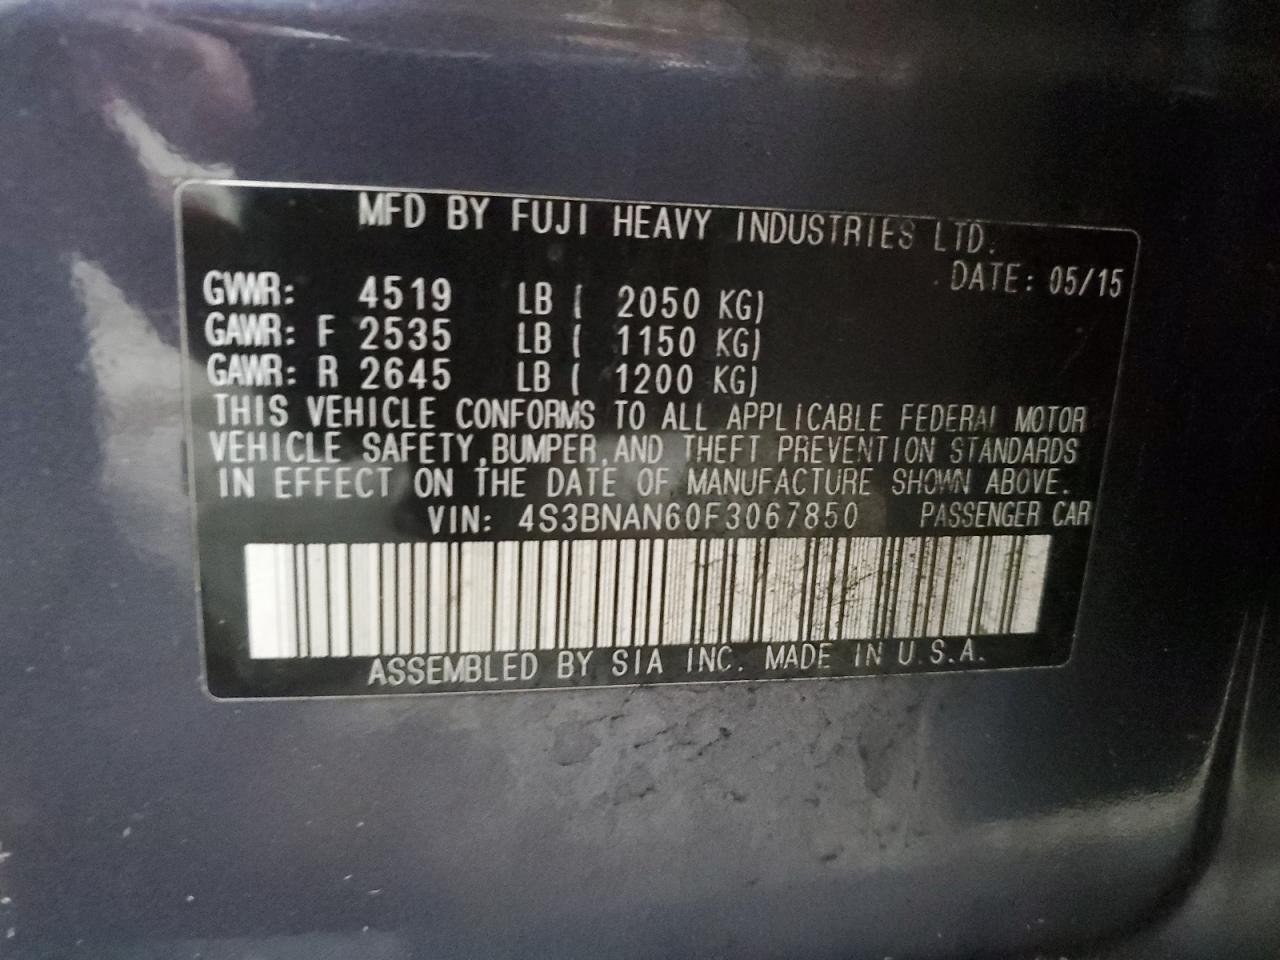 MFD BY FUJI HEAVY INDUSTRIES LTD.
DATE: 05/15
GVWR: 4519 LB ( 2050 KG)
GAWR: F 2535 LB ( 1150 KG)
GAWR: R 2645 LB ( 1200 KG)
THIS VEHICLE CONFORMS TO ALL APPLICABLE FEDERAL MOTOR
VEHICLE SAFETY,BUMPER,AND THEFT PREVENTION STANDARDS
IN EFFECT ON THE DATE OF MANUFACTURE SHOWN ABOVE.
VIN: 4S3BNAN60F3067850 PASSENGER CAR
ASSEMBLED BY SIA INC. MADE IN U.S.A.